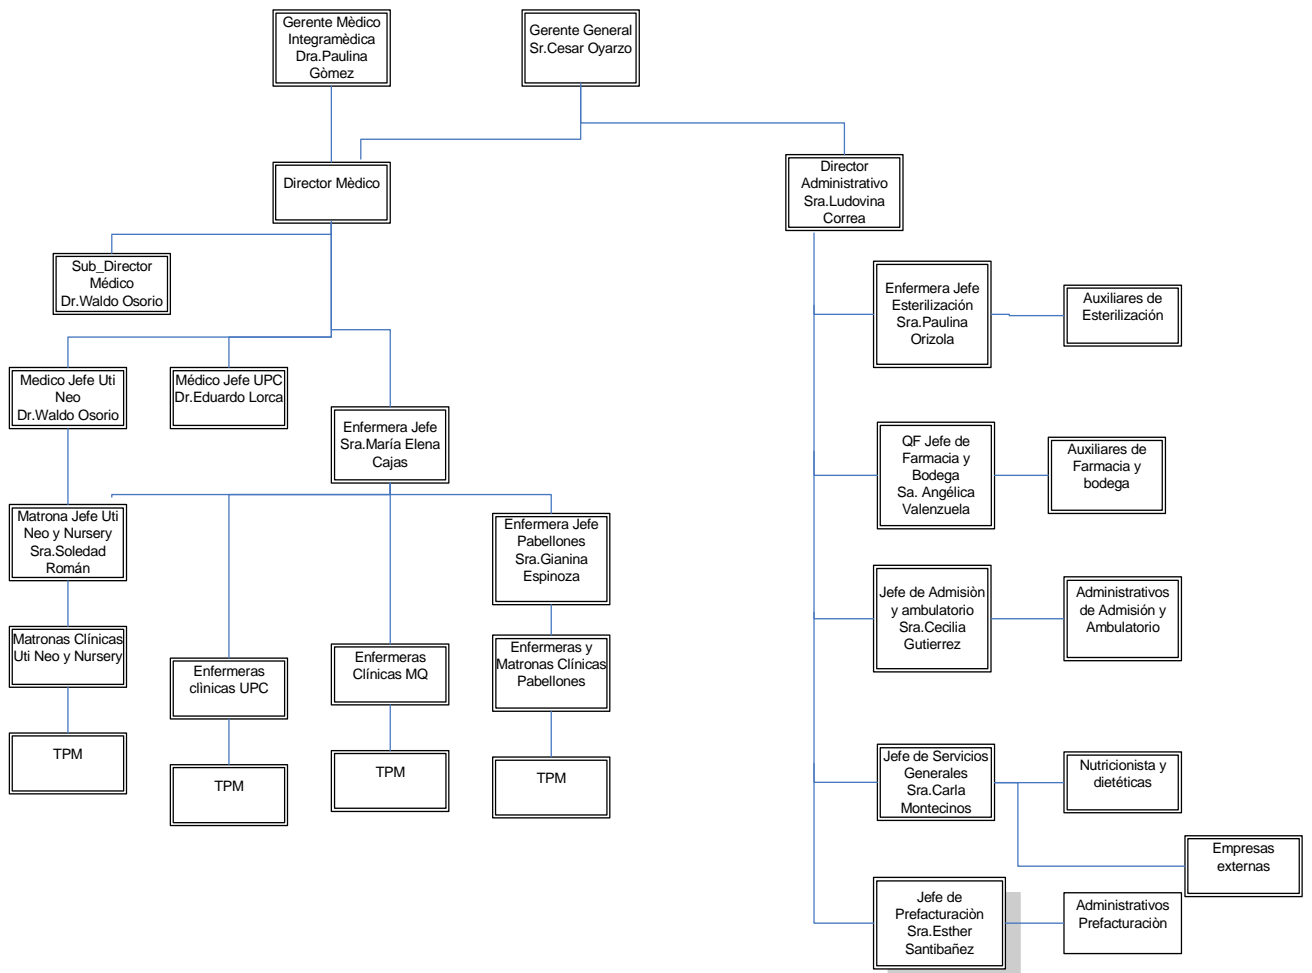 Gerente Mèdico
Integramèdica
Dra.Paulina
Gòmez
Gerente General
Sr.Cesar Oyarzo
Director Mèdico
Director
Administrativo
Sra.Ludovina
Correa
Sub_Director
Médico
Dr.Waldo Osorio
Medico Jefe Uti
Neo
Dr.Waldo Osorio
Médico Jefe UPC
Dr.Eduardo Lorca
Enfermera Jefe
Sra.María Elena
Cajas
Matrona Jefe Uti
Neo y Nursery
Sra.Soledad
Román
Enfermera Jefe
Pabellones
Sra.Gianina
Espinoza
Matronas Clínicas
Uti Neo y Nursery
Enfermeras
clìnicas UPC
Enfermeras
Clínicas MQ
Enfermeras y
Matronas Clínicas
Pabellones
TPM
TPM
TPM
TPM
Enfermera Jefe
Esterilización
Sra.Paulina
Orizola
Auxiliares de
Esterilización
QF Jefe de
Farmacia y
Bodega
Sa. Angélica
Valenzuela
Auxiliares de
Farmacia y
bodega
Jefe de Admisiòn
y ambulatorio
Sra.Cecilia
Gutierrez
Administrativos
de Admisión y
Ambulatorio
Jefe de Servicios
Generales
Sra.Carla
Montecinos
Nutricionista y
dietéticas
Empresas
externas
Jefe de
Prefacturaciòn
Sra.Esther
Santibañez
Administrativos
Prefacturaciòn